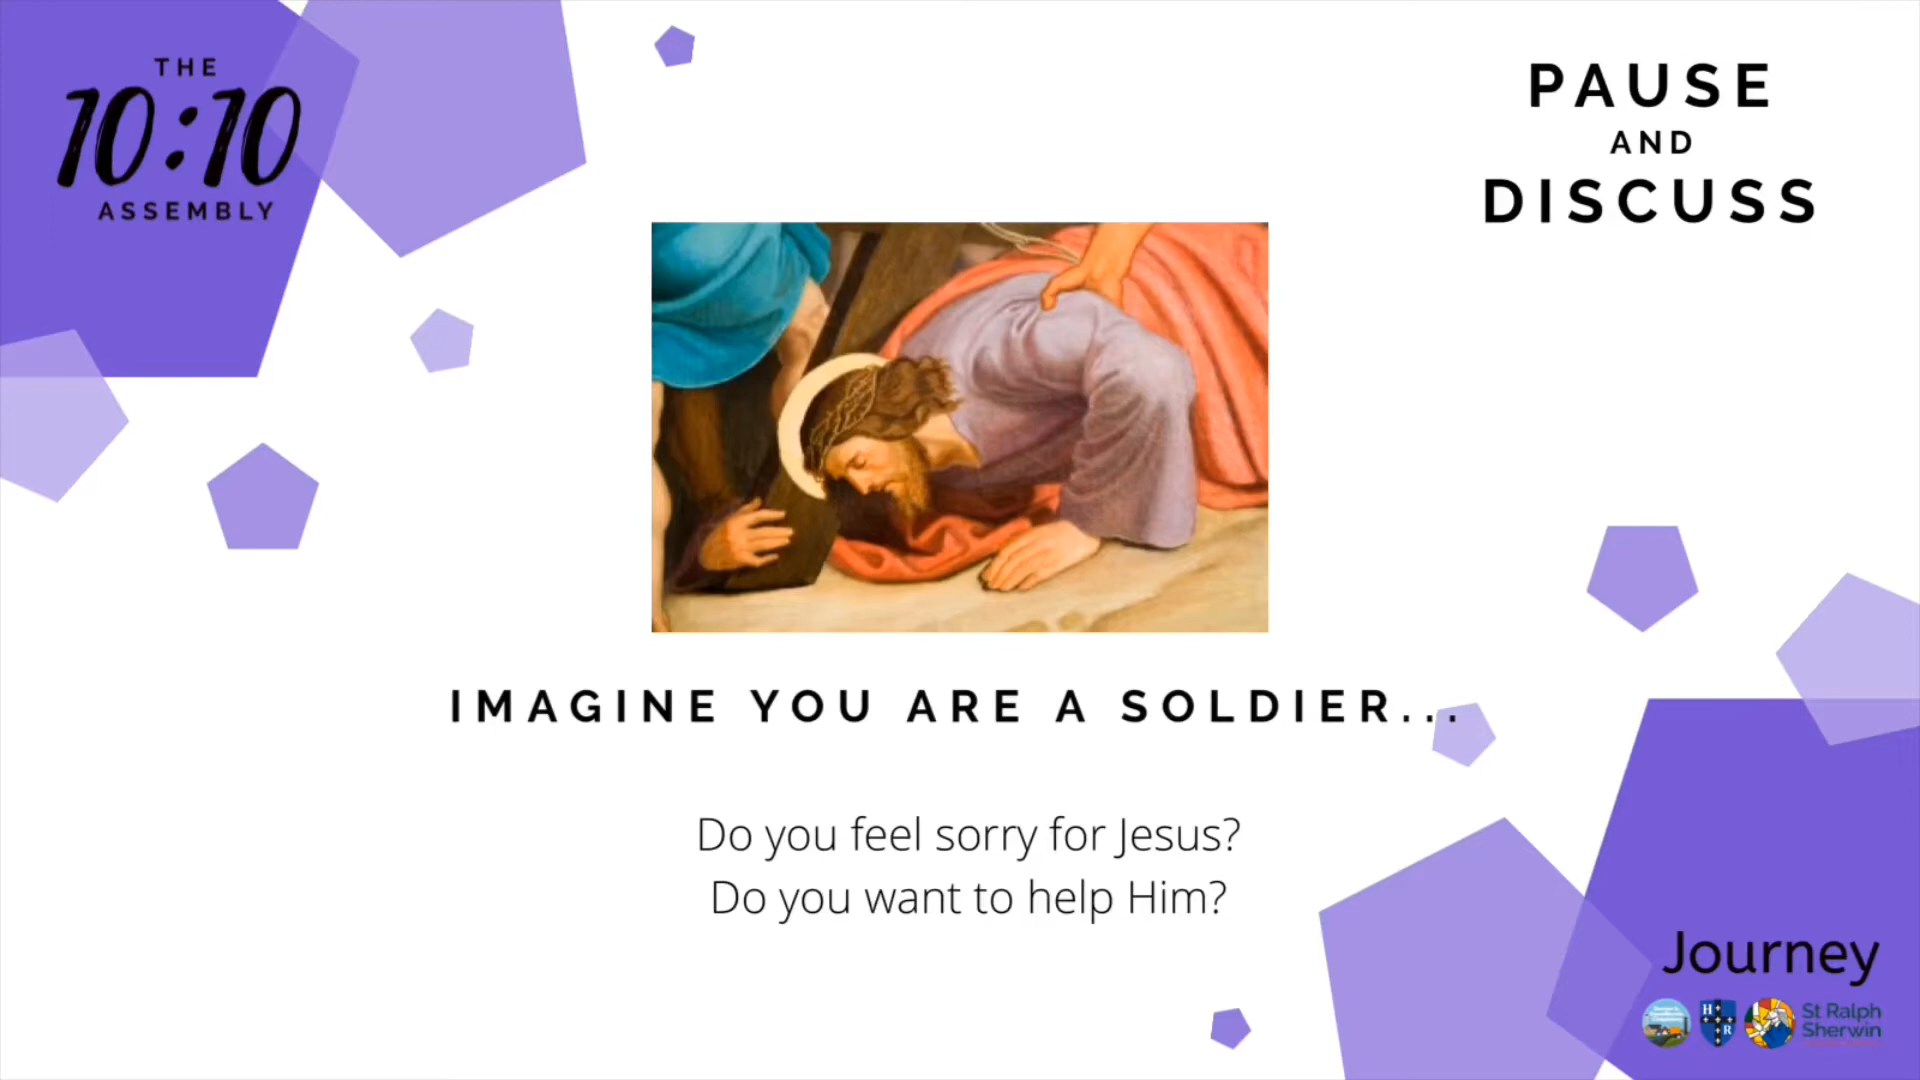 THE
10:10
ASSEMBLY
PAUSE
AND
DISCUSS
IMAGINE YOU ARE A SOLDIER...
Do you feel sorry for Jesus?
Do you want to help Him?
Journey
H
R
St Ralph
Sherwin